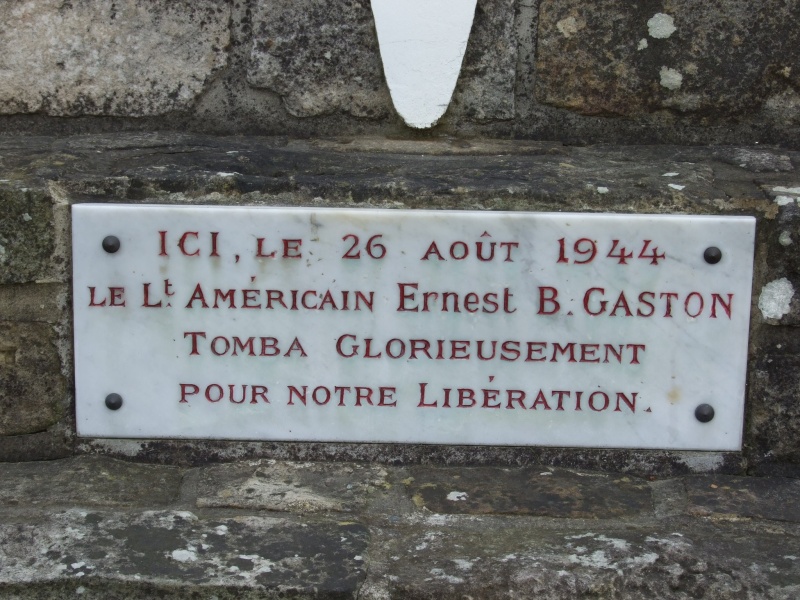 ICI, LE 26 AOÛT 1944
LE Lt AMÉRICAIN ERNEST B. GASTON
TOMBA GLORIEUSEMENT
POUR NOTRE LIBÉRATION.